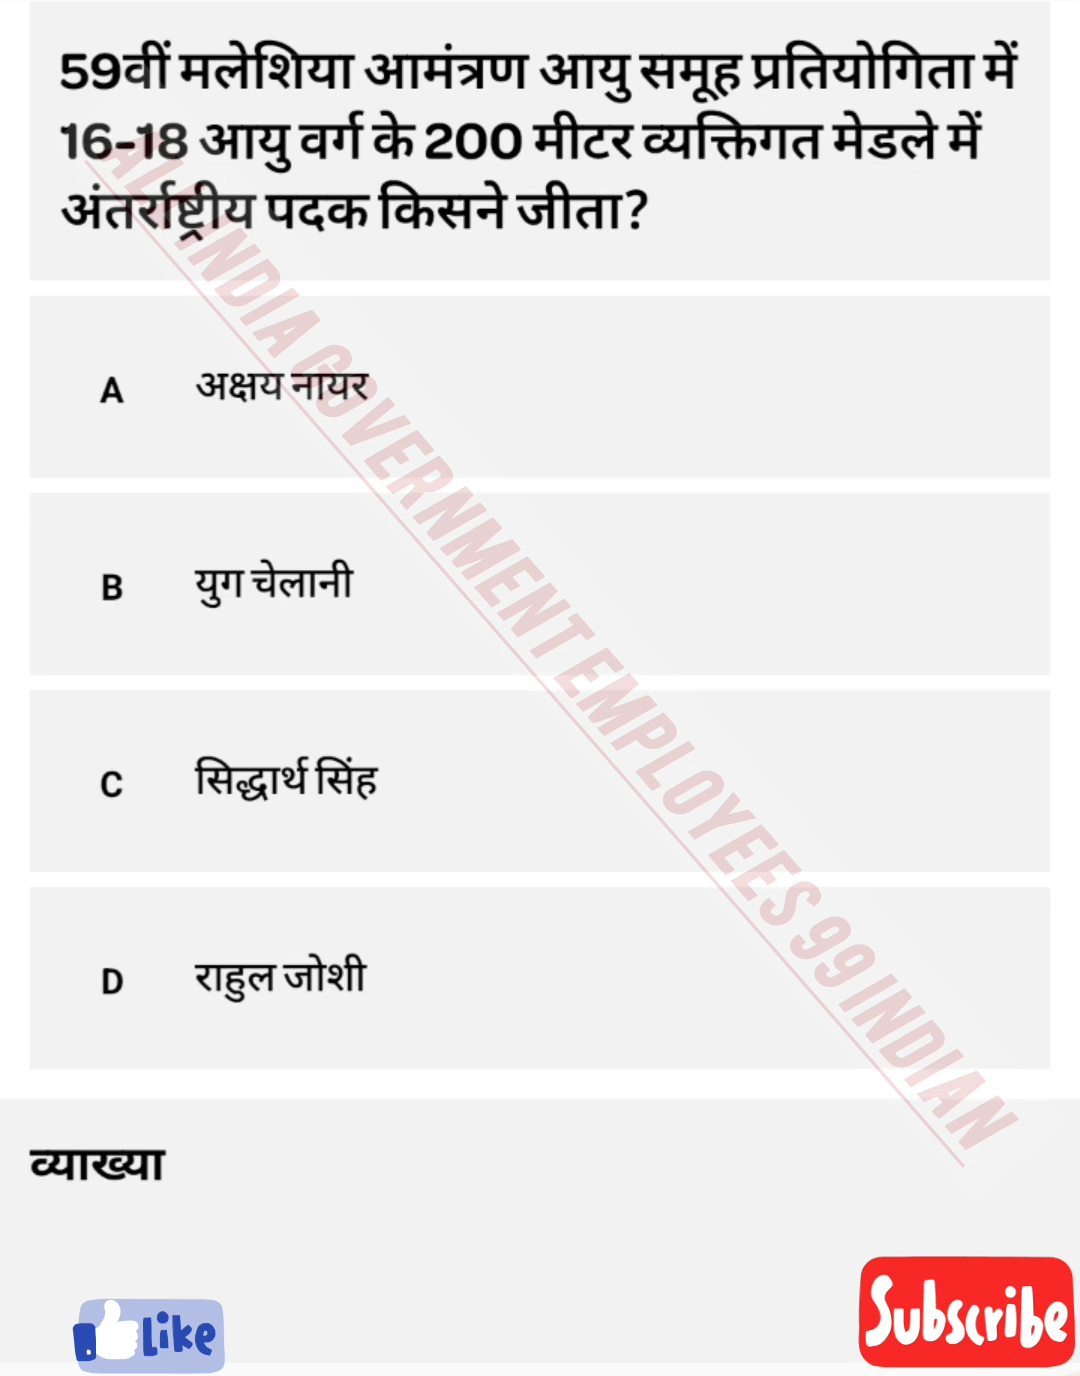 59वीं मलेशिया आमंत्रण आयु समूह प्रतियोगिता में
16-18 आयु वर्ग के 200 मीटर व्यक्तिगत मेडले में
अंतर्राष्ट्रीय पदक किसने जीता?
A अक्षय नायर
B युग चेलानी
C सिद्धार्थ सिंह
D राहुल जोशी
ALK INDIA GOVERNMENT EMPLOYEES 99 INDIAN
व्याख्या
Like
Subscribe